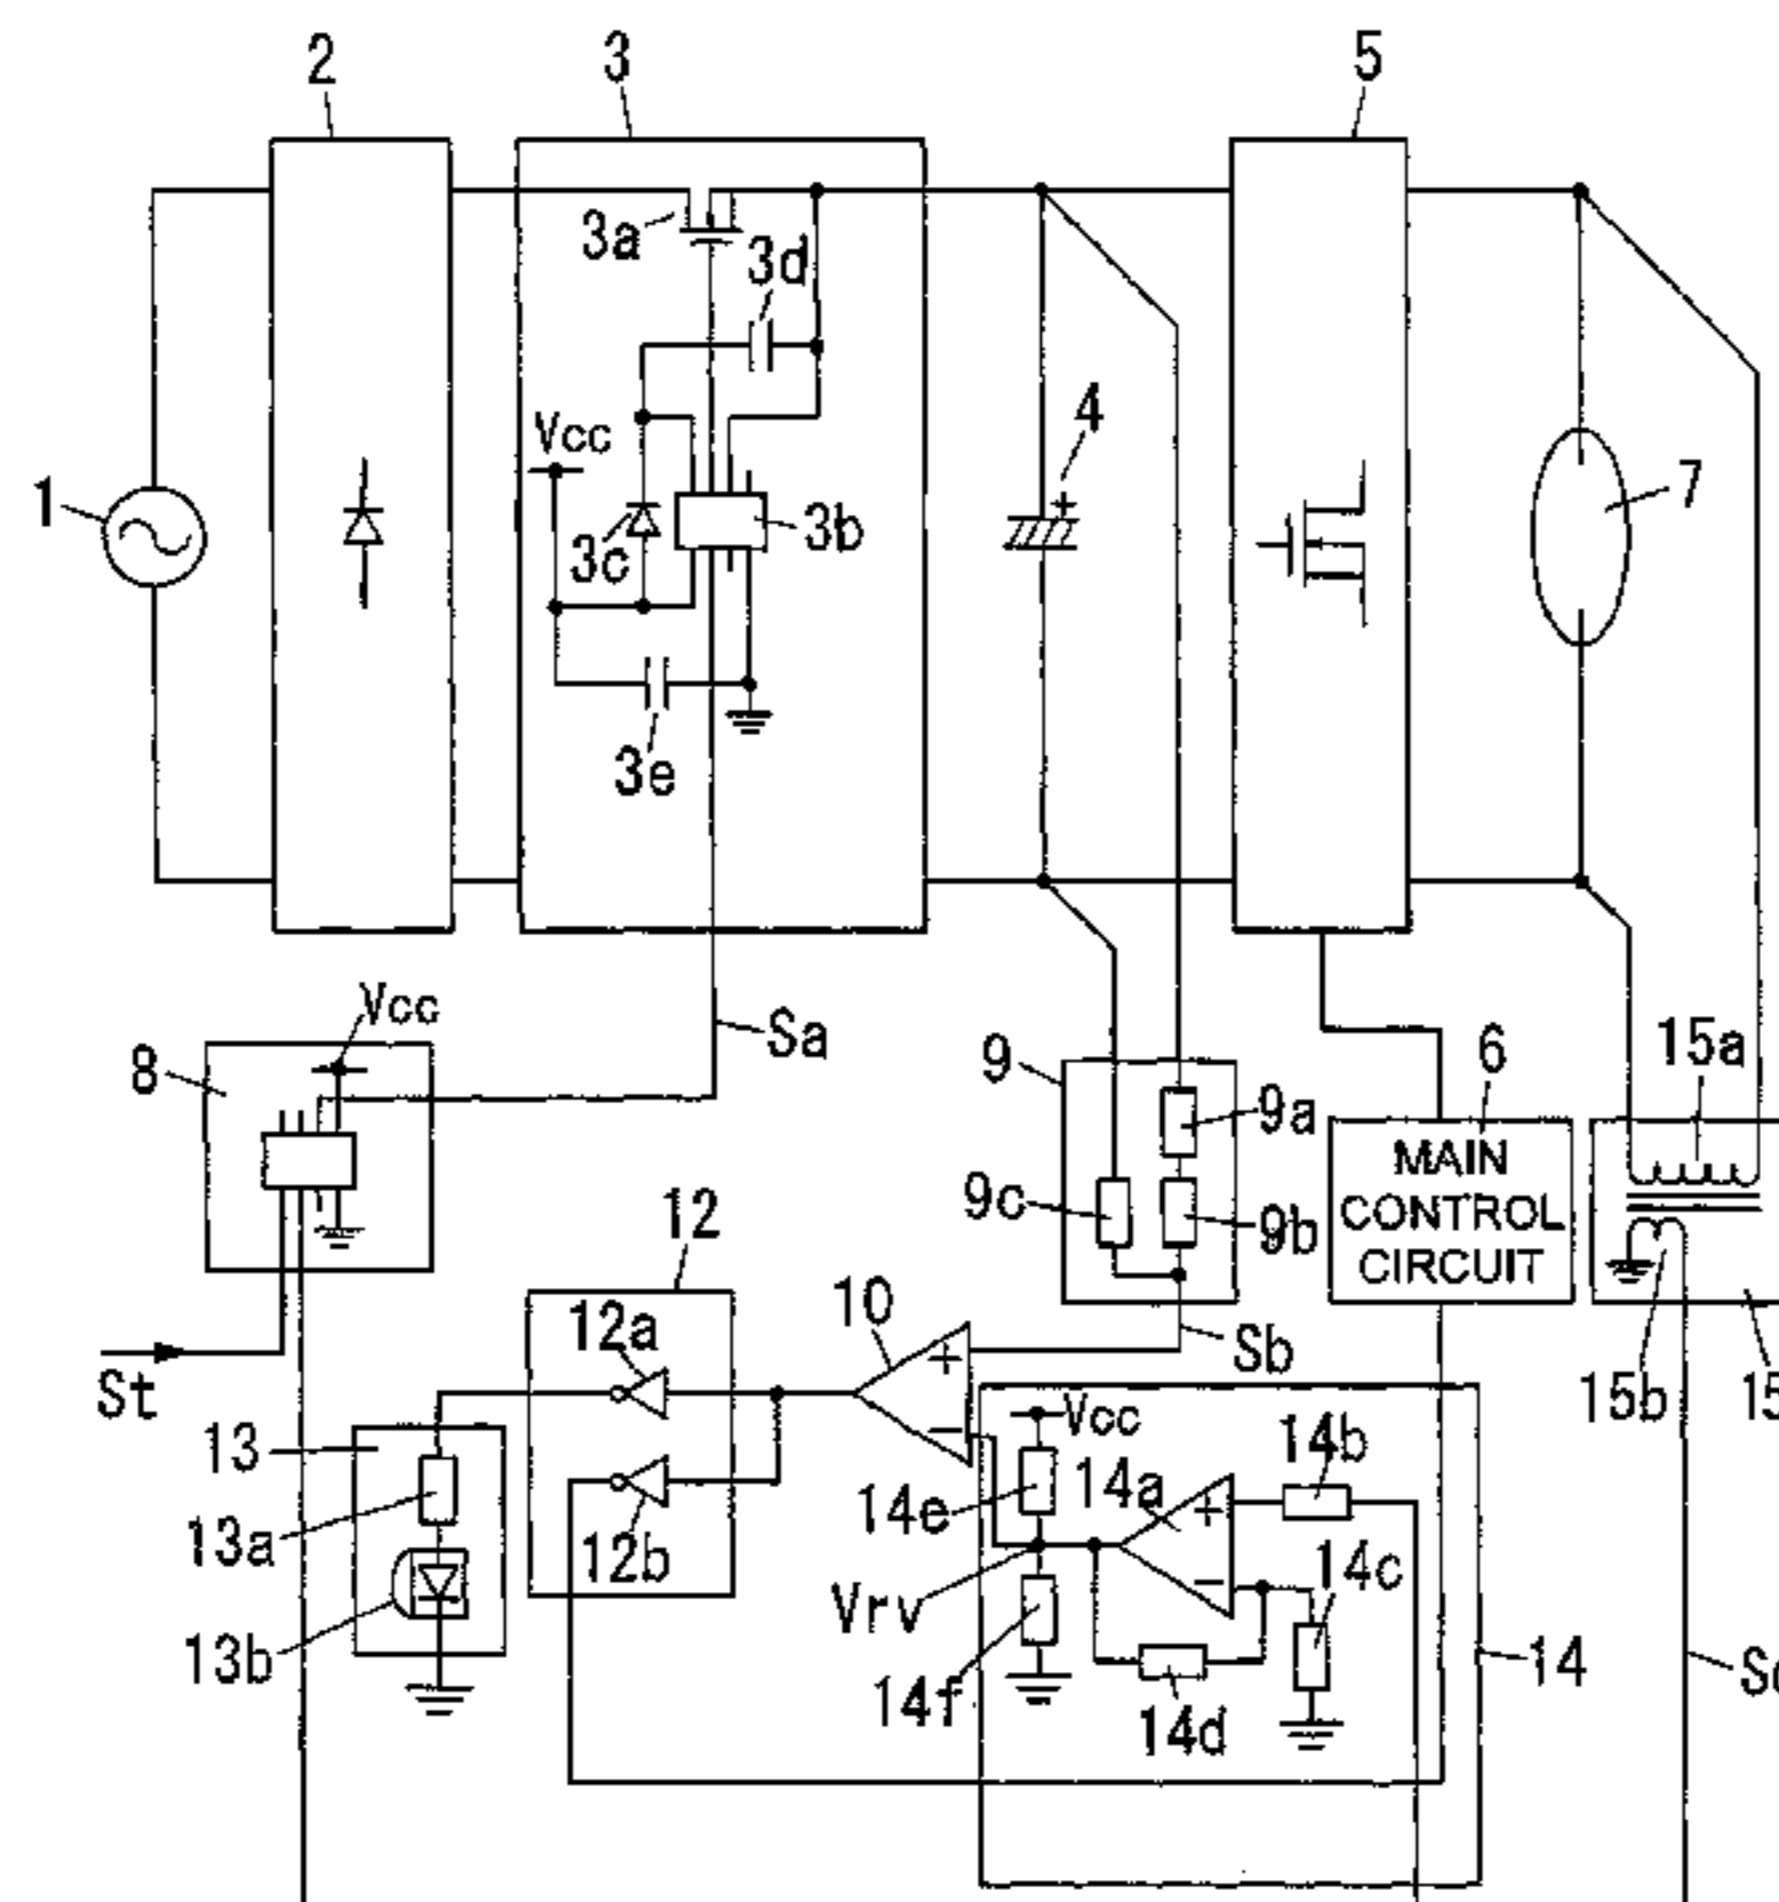 2
3
5
3a
3d
4
Vcc
1
3c
3b
7
3e
Vcc
Sa
8
9
6
15a
9a
MAIN
CONTROL
CIRCUIT
9c
9b
12
10
12a
+
Sb
St
15b
15
−
Vcc
13
14b
14a
+
14e
13a
12b
14c
Vrv
−
13b
14f
14
14d